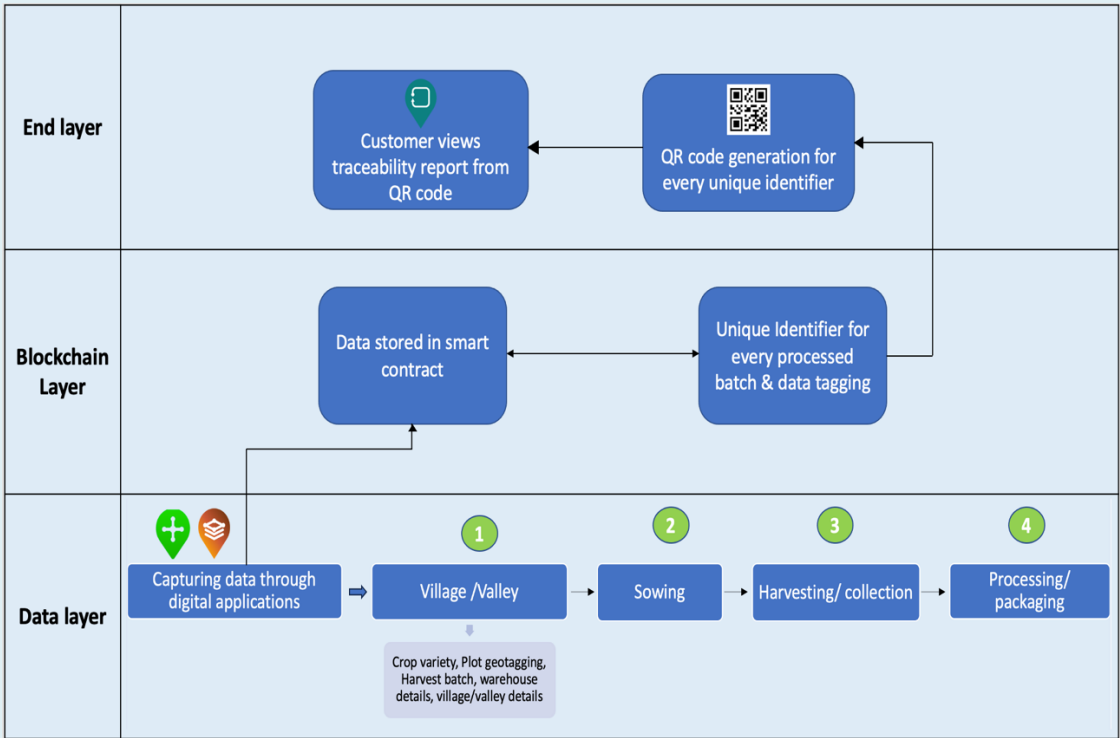 End layer
Customer views
traceability report from
QR code
QR code generation for
every unique identifier
Blockchain
Layer
Data stored in smart
contract
Unique Identifier for
every processed
batch & data tagging
Data layer
Capturing data through
digital applications
1
Village /Valley
2
Sowing
3
Harvesting/ collection
4
Processing/
packaging
Crop variety, Plot geotagging,
Harvest batch, warehouse
details, village/valley details